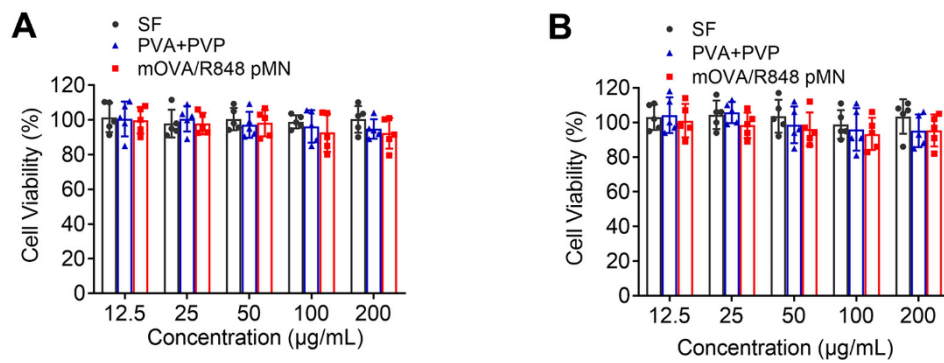 A
SF
PVA+PVP
mOVA/R848 pMN
Cell Viability (%)
120
100
80
60
40
20
0
12.5 25 50 100 200
Concentration (µg/mL)
B
SF
PVA+PVP
mOVA/R848 pMN
Cell Viability (%)
120
100
80
60
40
20
0
12.5 25 50 100 200
Concentration (µg/mL)